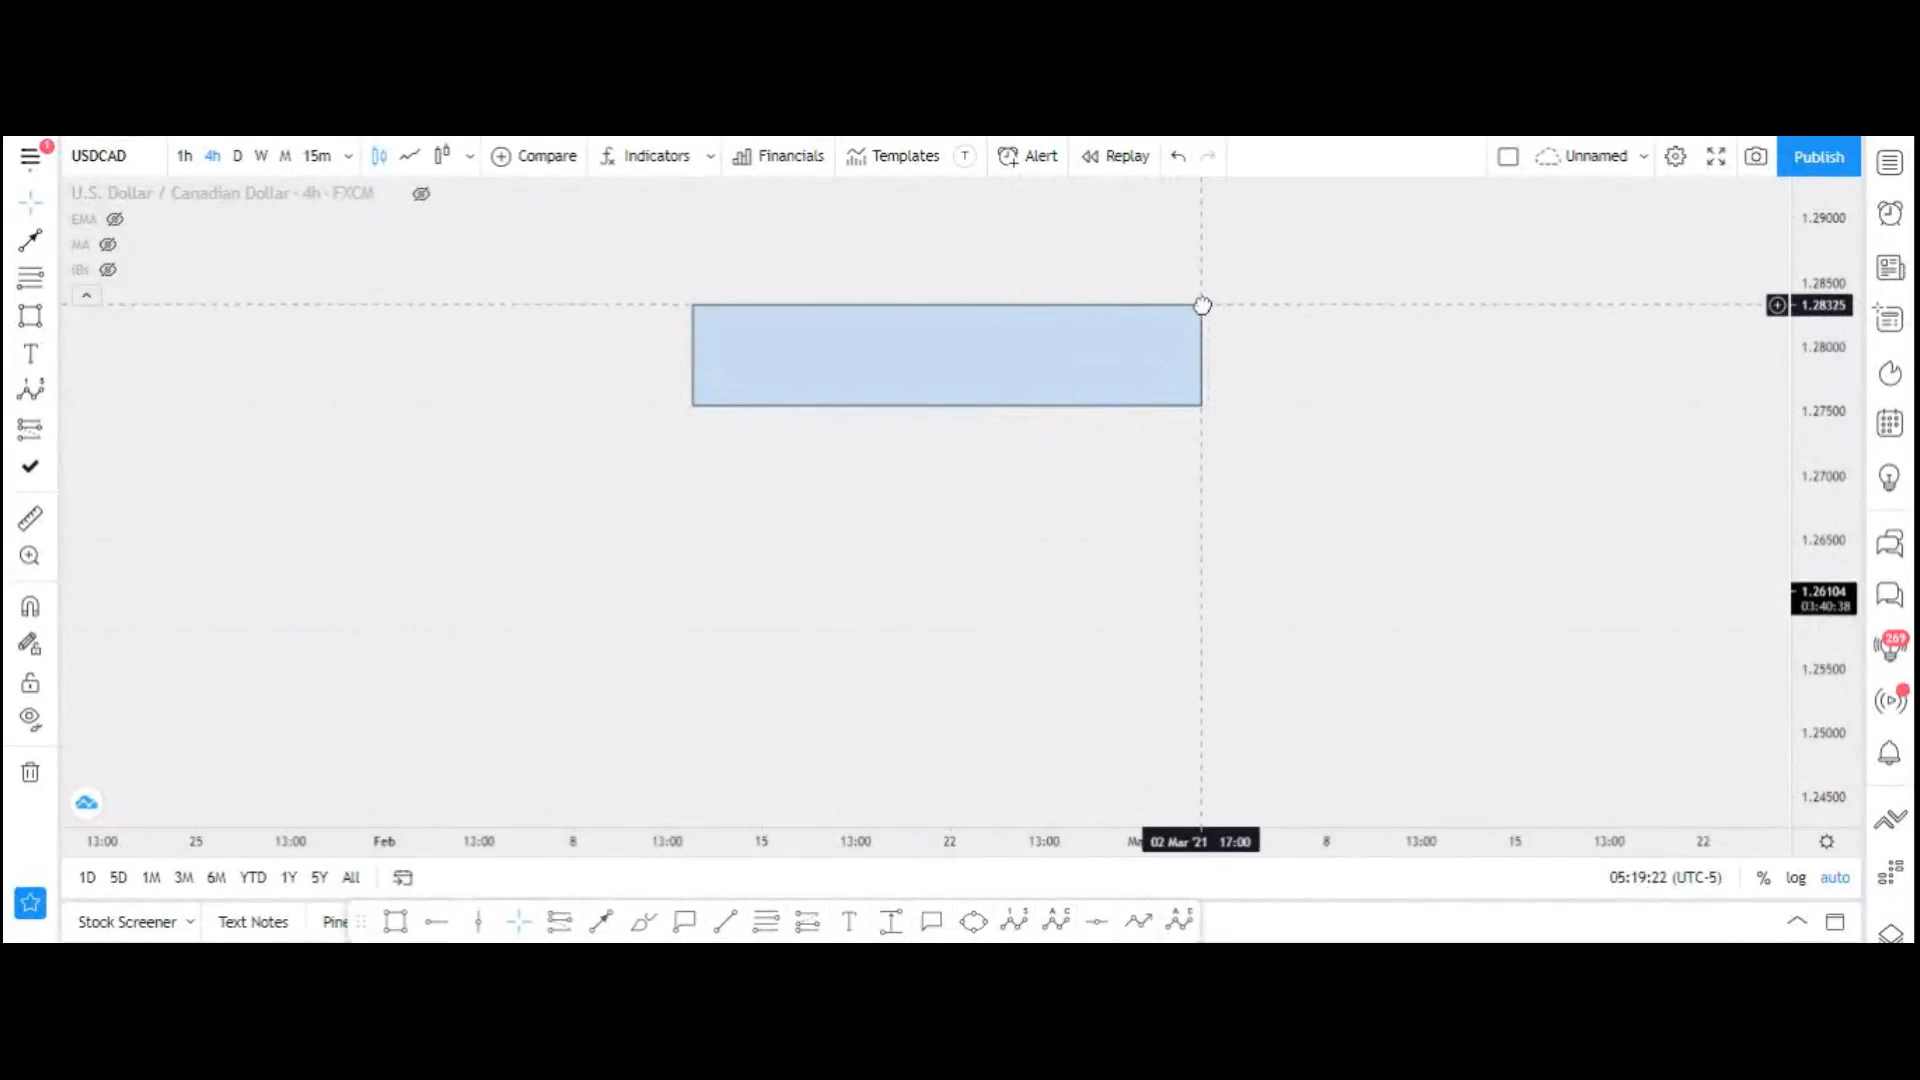 USDCAD 1h 4h D W M 15m Compare Indicators Financials Templates T Alert Replay Unnamed Publish
U.S. Dollar / Canadian Dollar · 4h · FXCM
EMA
MA
iBs
1.29000
1.28500
1.28325
1.28000
1.27500
1.27000
1.26500
1.26104
03:40:38
1.25500
1.25000
1.24500
269
13:00 25 13:00 Feb 13:00 8 13:00 15 13:00 22 13:00 Ma 02 Mar '21 17:00 8 13:00 15 13:00 22
1D 5D 1M 3M 6M YTD 1Y 5Y All 05:19:22 (UTC-5) % log auto
Stock Screener Text Notes Pine T